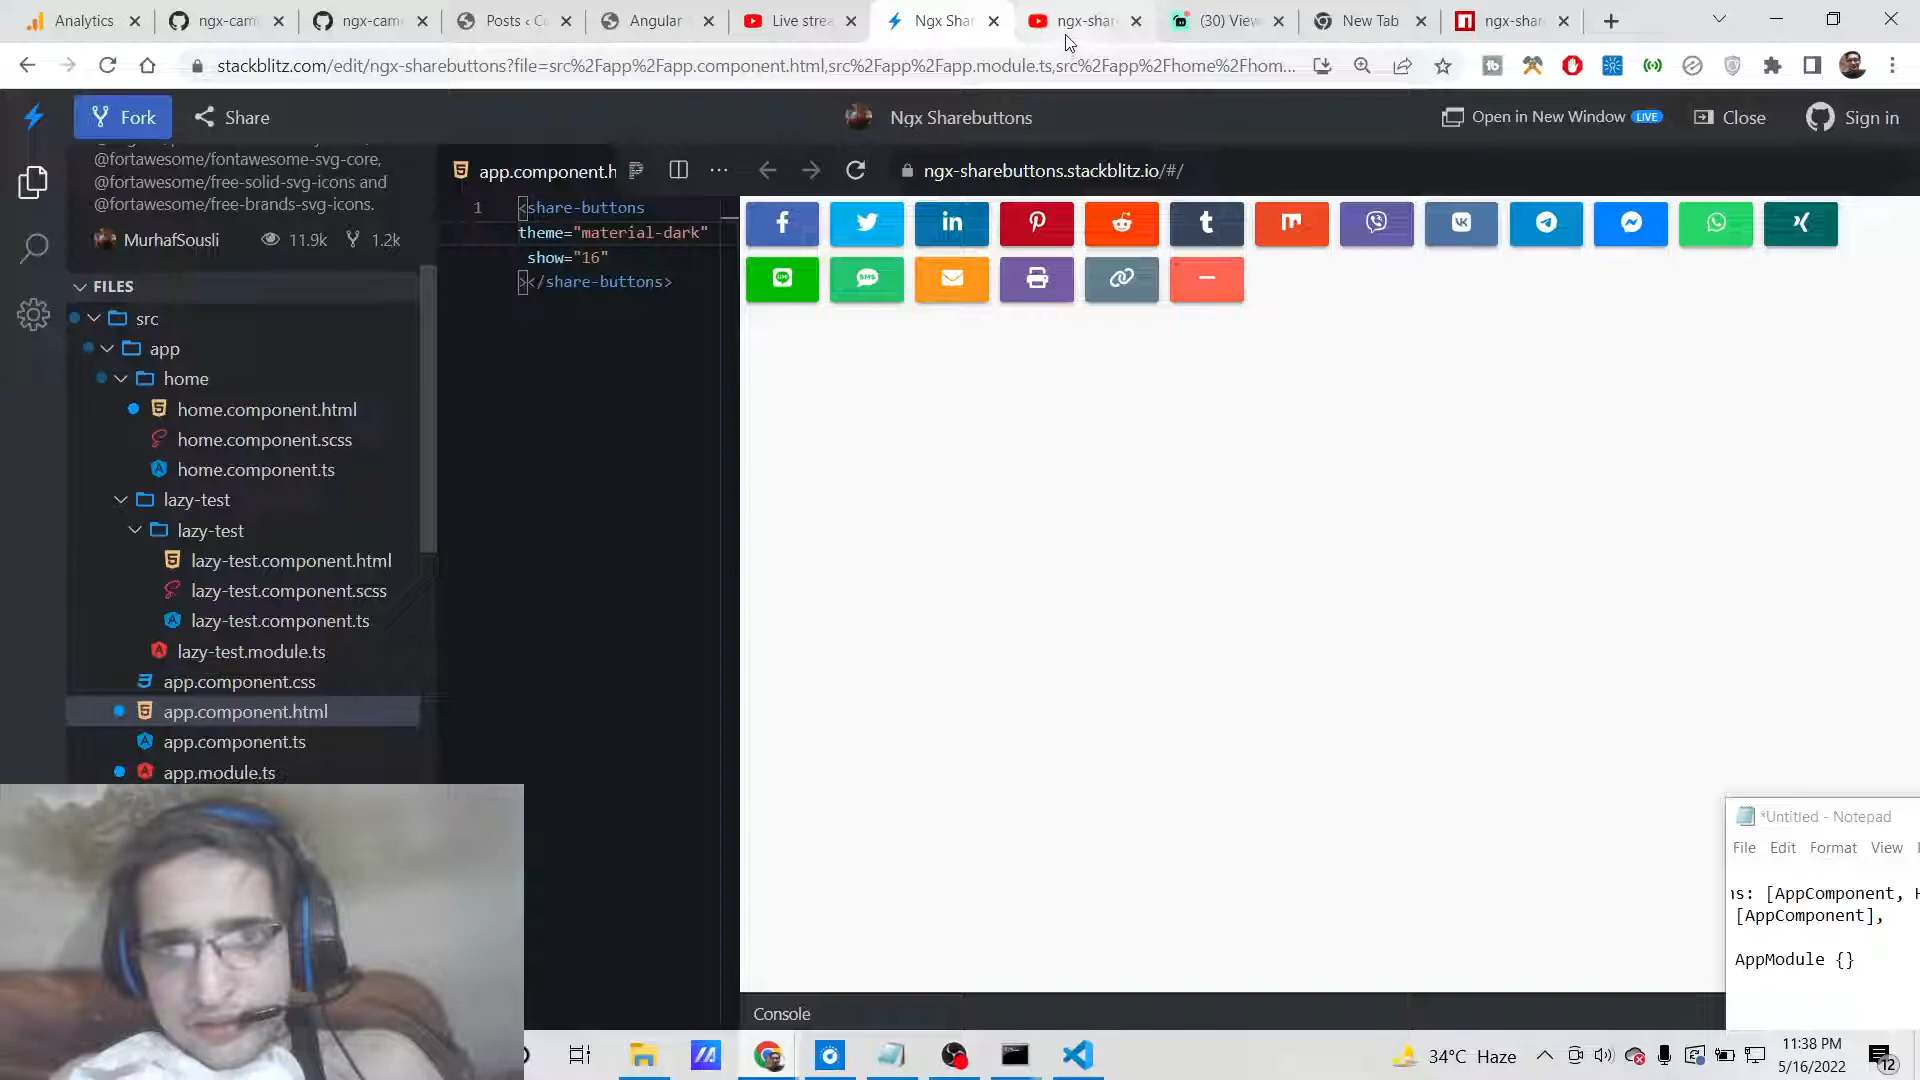 Analytics
ngx-cam
ngx-cam
Posts ‹ C
Angular
Live strea
Ngx Shar
ngx-shar
(30) View
New Tab
ngx-shar
stackblitz.com/edit/ngx-sharebuttons?file=src%2Fapp%2Fapp.component.html,src%2Fapp%2Fapp.module.ts,src%2Fapp%2Fhome%2Fhom...
Fork
Share
Ngx Sharebuttons
Open in New Window LIVE
Close
Sign in
@fortawesome/fontawesome-svg-core,
@fortawesome/free-solid-svg-icons and
@fortawesome/free-brands-svg-icons.
MurhafSousli 11.9k 1.2k
FILES
src
app
home
home.component.html
home.component.scss
home.component.ts
lazy-test
lazy-test
lazy-test.component.html
lazy-test.component.scss
lazy-test.component.ts
lazy-test.module.ts
app.component.css
app.component.html
app.component.ts
app.module.ts
app.component.h
1 <share-buttons
theme="material-dark"
show="16"
></share-buttons>
ngx-sharebuttons.stackblitz.io/#/
SMS
Console
*Untitled - Notepad
File Edit Format View
ns: [AppComponent, H
[AppComponent],
AppModule {}
34°C Haze
11:38 PM
5/16/2022
12